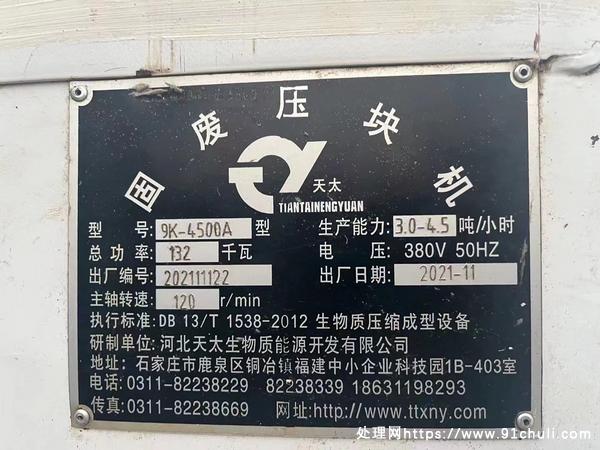 固废压块机
天太
TIANTAINENGYUAN
型 号: 9K-4500A 型 生产能力: 3.0-4.5 吨/小时
总 功 率: 132 千瓦 电 压: 380V 50HZ
出厂编号: 202111122 出厂日期: 2021-11
主轴转速: 120 r/min
执行标准: DB 13/T 1538-2012 生物质压缩成型设备
研制单位: 河北天太生物质能源开发有限公司
地址: 石家庄市鹿泉区铜冶镇福建中小企业科技园1B-403室
电话: 0311-82238229 82238339 18631198293
传真: 0311-82238669 网址: http://www.ttxny.com
处理网https://www.91chuli.com/